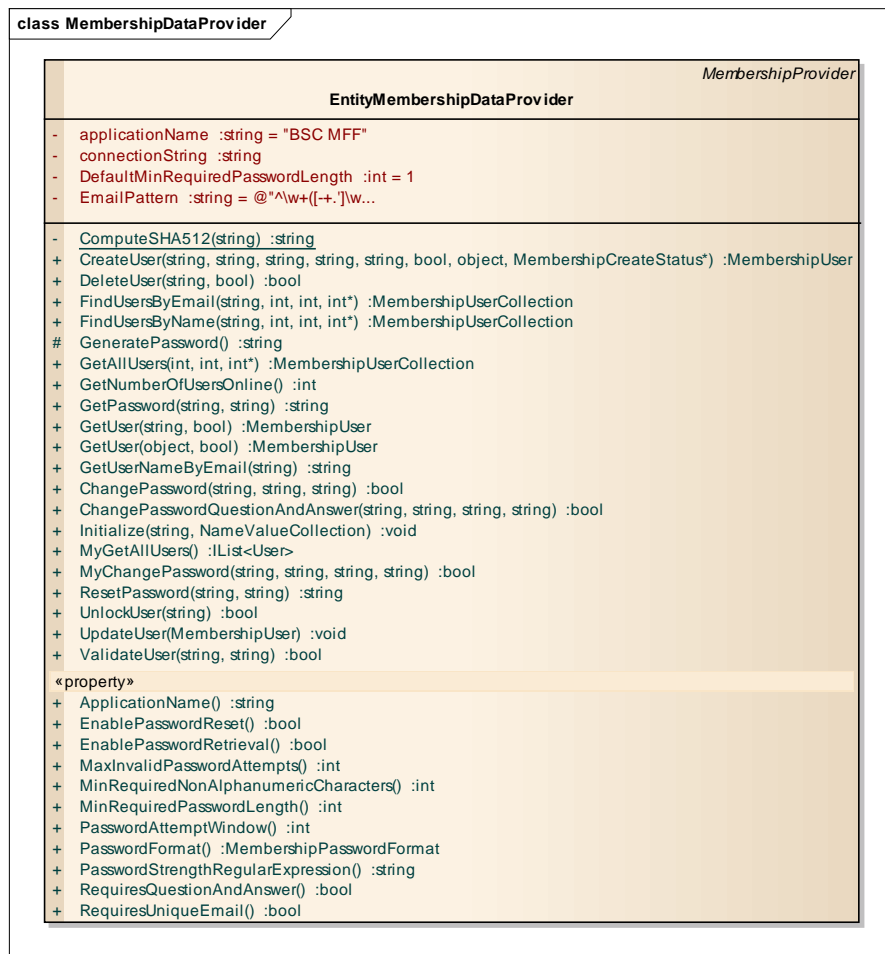 class MembershipDataProvider
MembershipProvider
EntityMembershipDataProvider
- applicationName :string = "BSC MFF"
- connectionString :string
- DefaultMinRequiredPasswordLength :int = 1
- EmailPattern :string = @"^\w+([-+.']\w...
- ComputeSHA512(string) :string
+ CreateUser(string, string, string, string, string, bool, object, MembershipCreateStatus*) :MembershipUser
+ DeleteUser(string, bool) :bool
+ FindUsersByEmail(string, int, int, int*) :MembershipUserCollection
+ FindUsersByName(string, int, int, int*) :MembershipUserCollection
# GeneratePassword() :string
+ GetAllUsers(int, int, int*) :MembershipUserCollection
+ GetNumberOfUsersOnline() :int
+ GetPassword(string, string) :string
+ GetUser(string, bool) :MembershipUser
+ GetUser(object, bool) :MembershipUser
+ GetUserNameByEmail(string) :string
+ ChangePassword(string, string, string) :bool
+ ChangePasswordQuestionAndAnswer(string, string, string, string) :bool
+ Initialize(string, NameValueCollection) :void
+ MyGetAllUsers() :IList<User>
+ MyChangePassword(string, string, string, string) :bool
+ ResetPassword(string, string) :string
+ UnlockUser(string) :bool
+ UpdateUser(MembershipUser) :void
+ ValidateUser(string, string) :bool
«property»
+ ApplicationName() :string
+ EnablePasswordReset() :bool
+ EnablePasswordRetrieval() :bool
+ MaxInvalidPasswordAttempts() :int
+ MinRequiredNonAlphanumericCharacters() :int
+ MinRequiredPasswordLength() :int
+ PasswordAttemptWindow() :int
+ PasswordFormat() :MembershipPasswordFormat
+ PasswordStrengthRegularExpression() :string
+ RequiresQuestionAndAnswer() :bool
+ RequiresUniqueEmail() :bool